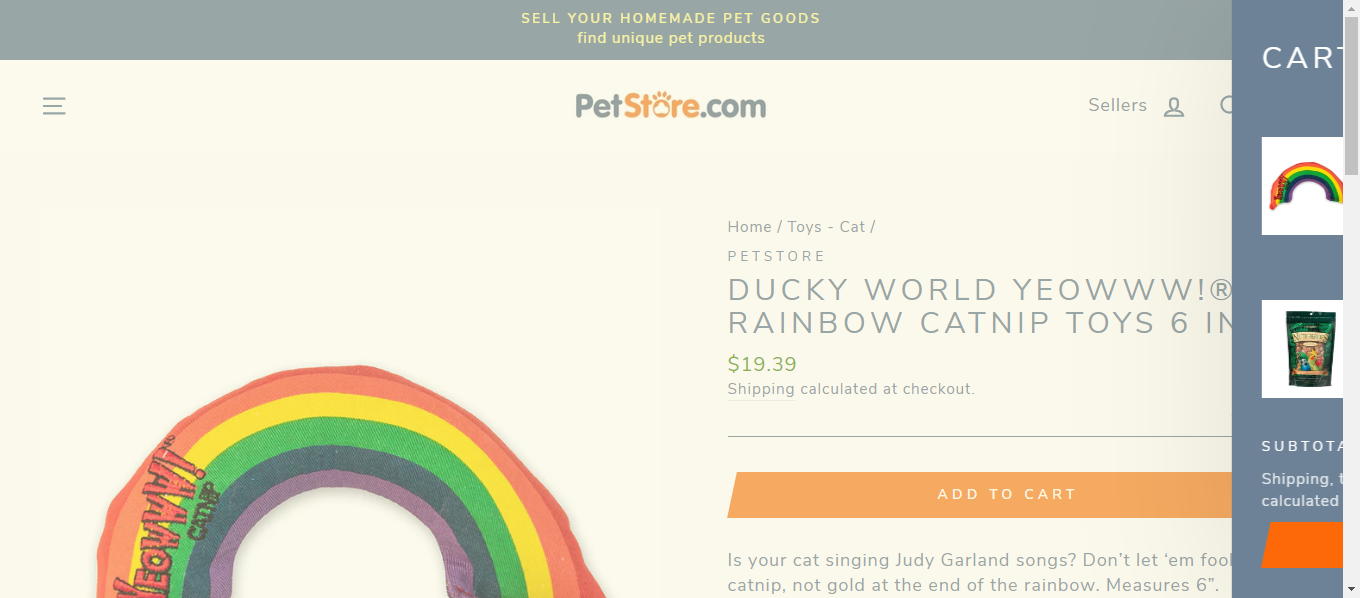 SELL YOUR HOMEMADE PET GOODS
find unique pet products
PetStore.com
Sellers
Home / Toys - Cat /
PETSTORE
DUCKY WORLD YEOWWW!®
RAINBOW CATNIP TOYS 6 IN
$19.39
Shipping calculated at checkout.
ADD TO CART
Is your cat singing Judy Garland songs? Don’t let ‘em fool
catnip, not gold at the end of the rainbow. Measures 6”.
YEOWWW!®
CATNIP
CART
SUBTOTA
Shipping, t
calculated